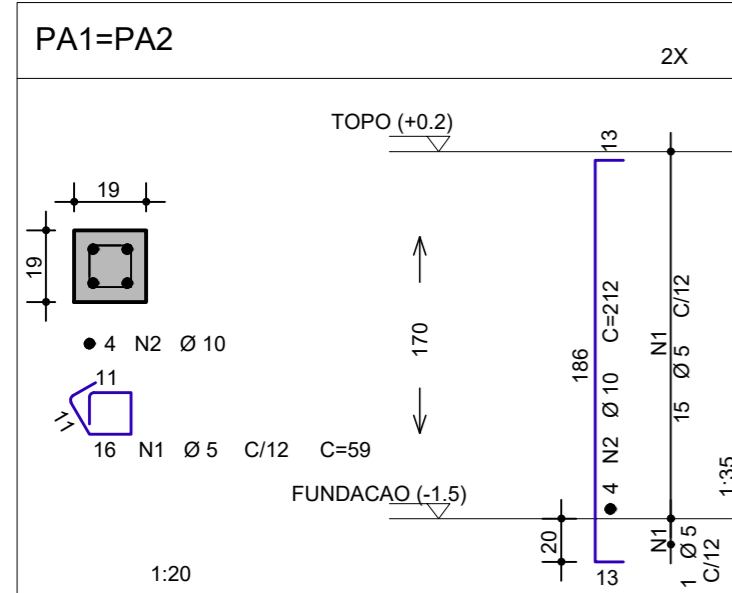 PA1=PA2
2X
TOPO (+0.2)
13
19
19
4 N2 Ø 10
11
11
16 N1 Ø 5 C/12 C=59
170
186
4 N2 Ø 10 C=212
N1
15 Ø 5 C/12
1:35
FUNDACAO (-1.5)
20
13
N1
1 Ø 5
C/12
1:20